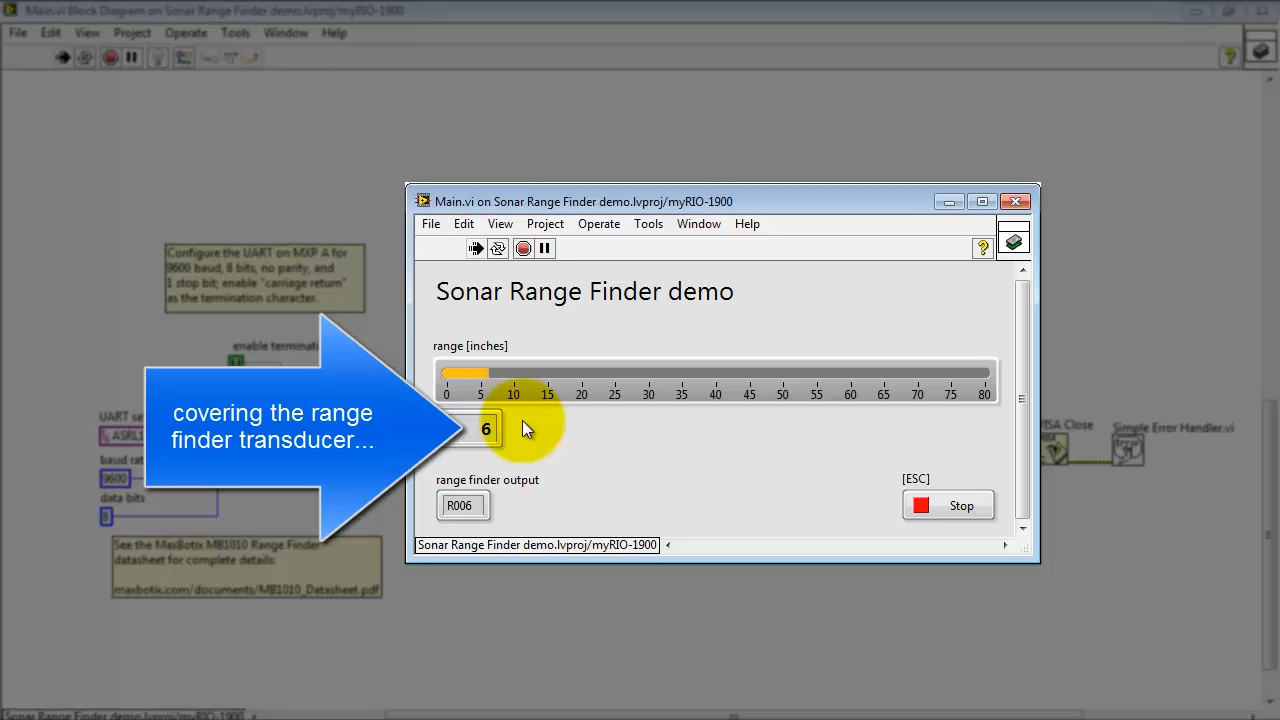 Main.vi Block Diagram on Sonar Range Finder demo.lvproj/myRIO-1900
File Edit View Project Operate Tools Window Help
Configure the UART on MXP A for
9600 baud, 8 bits, no parity, and
1 stop bit; enable "carriage return"
as the termination character.
enable terminati
UART se
ASRL1
baud rat
9600
data bits
8
See the MaxBotix MB1010 Range Finder
datasheet for complete details:
maxbotix.com/documents/MB1010_Datasheet.pdf
covering the range
finder transducer...
Main.vi on Sonar Range Finder demo.lvproj/myRIO-1900
File Edit View Project Operate Tools Window Help
Sonar Range Finder demo
range [inches]
0 5 10 15 20 25 30 35 40 45 50 55 60 65 70 75 80
6
range finder output
R006
[ESC]
Stop
Sonar Range Finder demo.lvproj/myRIO-1900
VISA Close
Simple Error Handler.vi
Sonar Range Finder demo.lvproj/myRIO-1900